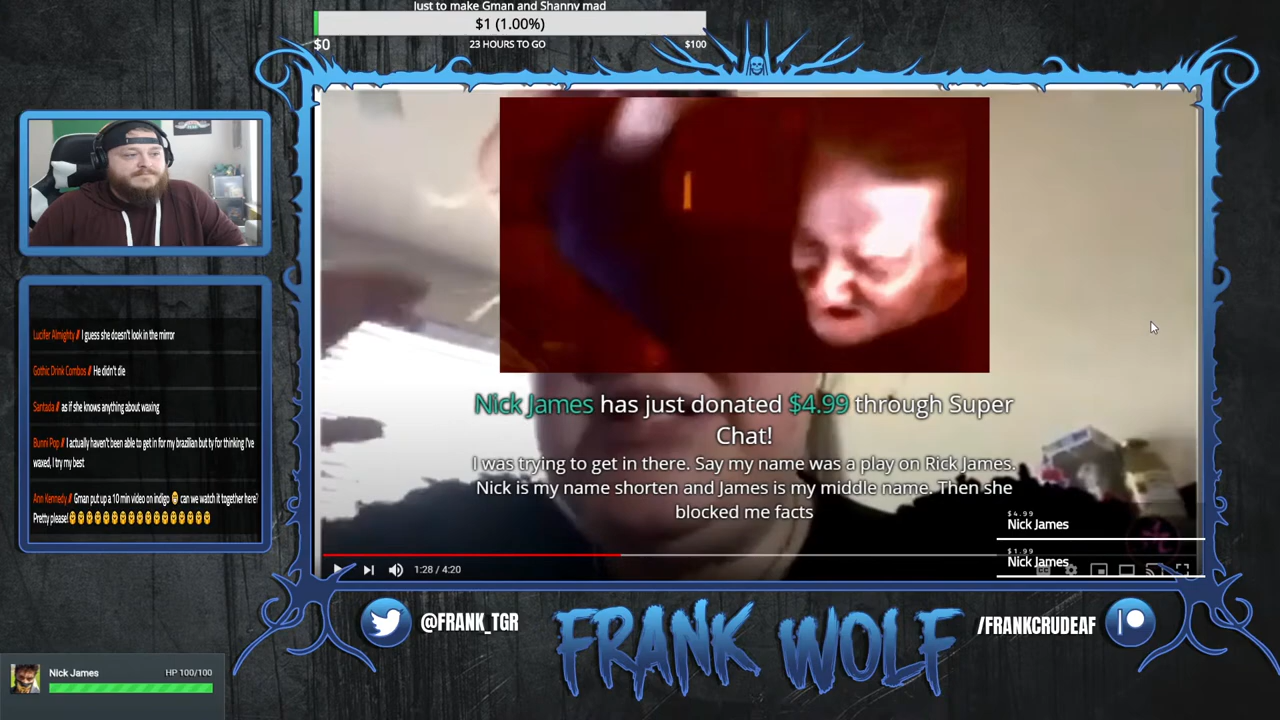 Just to make Gman and Shanny mad
$1 (1.00%)
$0
23 HOURS TO GO
$100
Lucifer Almighty // I guess she doesn't look in the mirror
Gothic Drink Combos // He didn't die
Santada // as if she knows anything about waxing
Bunni Pop // I actually haven't been able to get in for my brazilian but ty for thinking I've
waxed, I try my best
Ann Kennedy // Gman put up a 10 min video on indigo can we watch it together here?
Pretty please!
Nick James has just donated $4.99 through Super
Chat!
I was trying to get in there. Say my name was a play on Rick James.
Nick is my name shorten and James is my middle name. Then she
blocked me facts
$4.99
Nick James
$1.99
Nick James
1:28 / 4:20
@FRANK_TGR
FRANK WOLF
/FRANKCRUDEAF
Nick James
HP 100/100